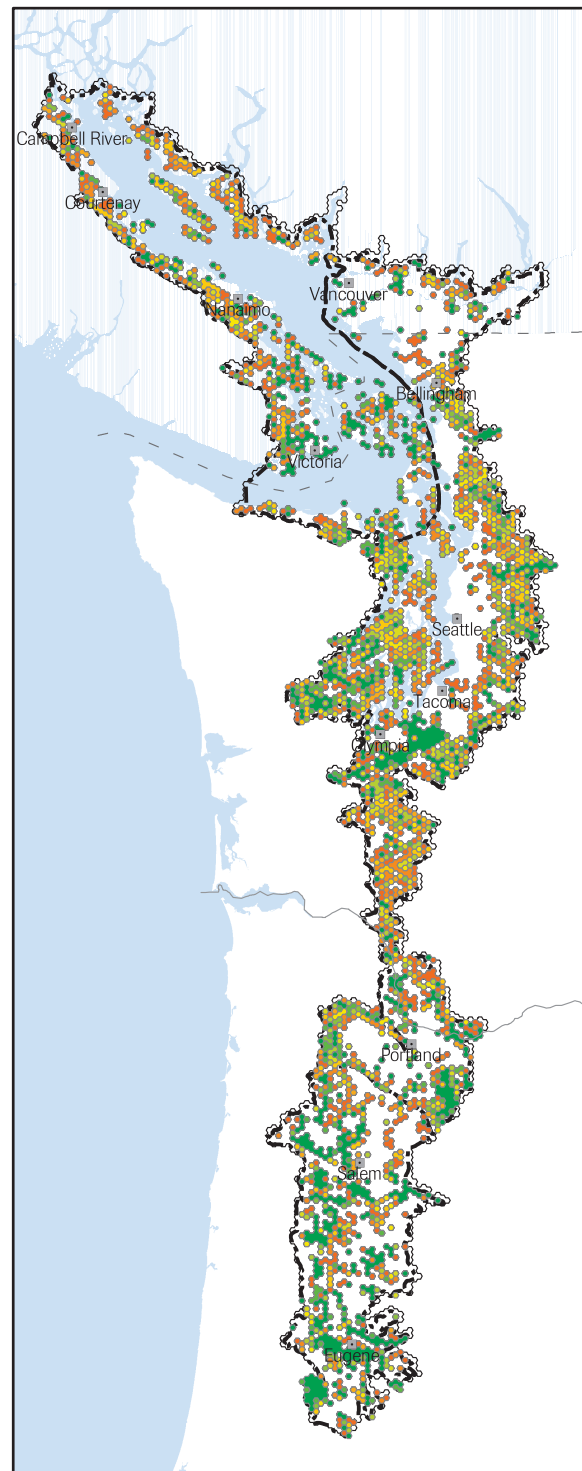 Campbell River
Courtenay
Vancouver
Nanaimo
Bellingham
Victoria
Seattle
Tacoma
Olympia
Portland
Salem
Eugene